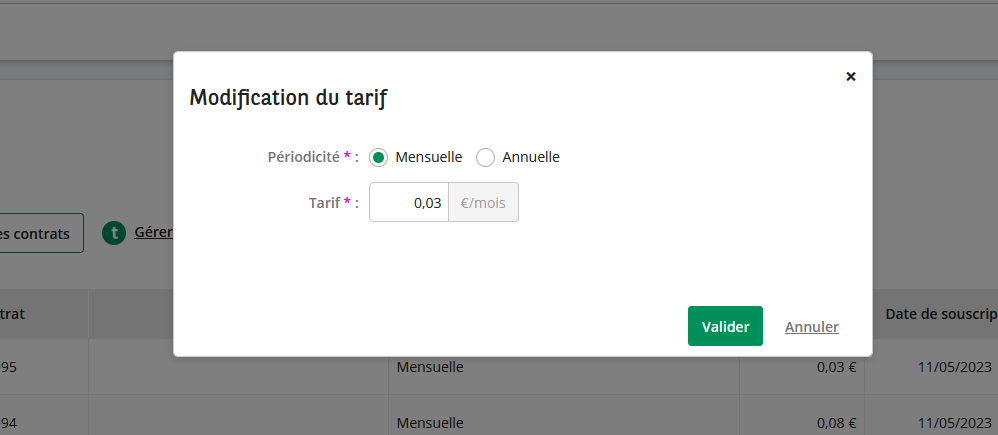 ×
Modification du tarif
Périodicité * : Mensuelle Annuelle
Tarif * : 0,03 €/mois
es contrats t Gérer
Valider Annuler
trat Date de souscrip
95 Mensuelle 0,03 € 11/05/2023
94 Mensuelle 0,08 € 11/05/2023